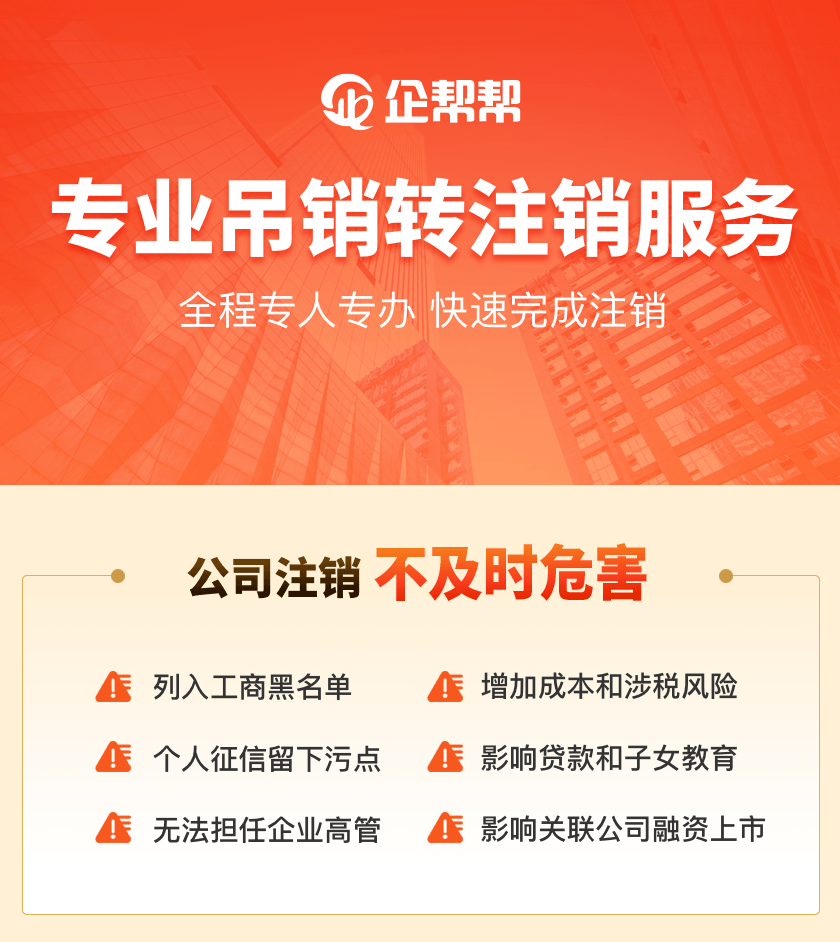 企帮帮
专业吊销转注销服务
全程专人专办 快速完成注销
公司注销 不及时危害
列入工商黑名单
增加成本和涉税风险
个人征信留下污点
影响贷款和子女教育
无法担任企业高管
影响关联公司融资上市